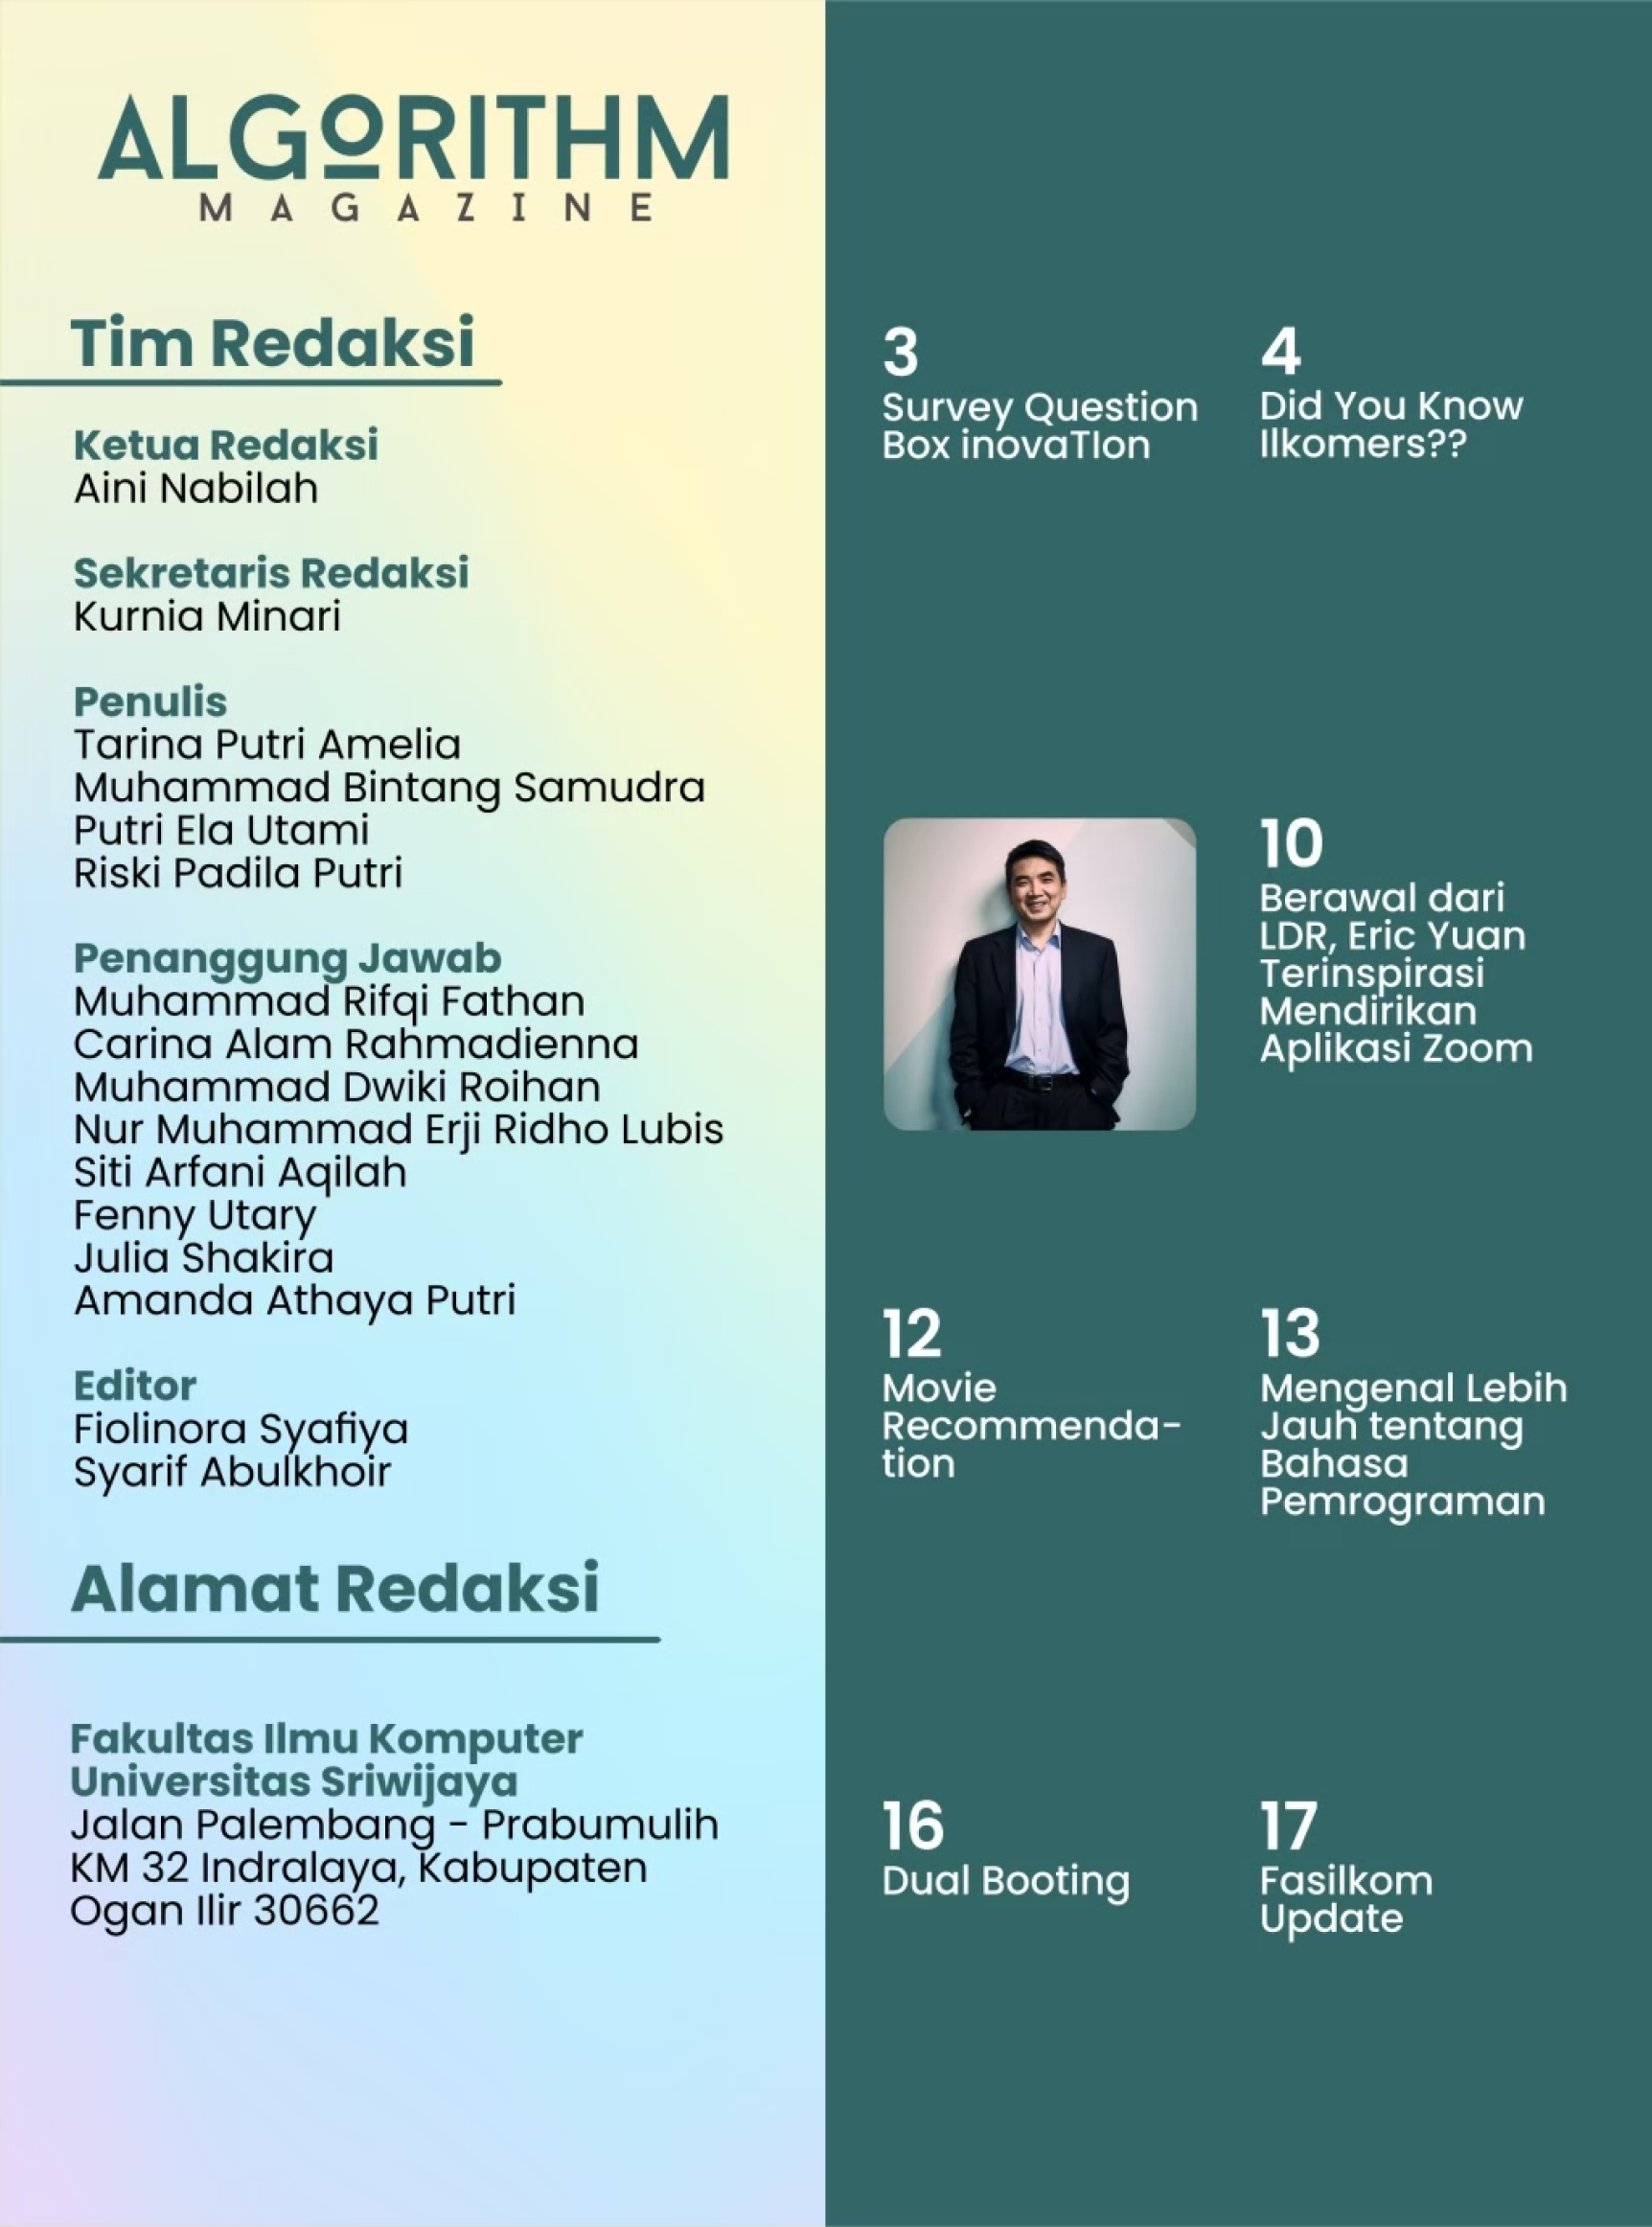 ALGORITHM
MAGAZINE
Tim Redaksi
Ketua Redaksi
Aini Nabilah
Sekretaris Redaksi
Kurnia Minari
Penulis
Tarina Putri Amelia
Muhammad Bintang Samudra
Putri Ela Utami
Riski Padila Putri
Penanggung Jawab
Muhammad Rifqi Fathan
Carina Alam Rahmadienna
Muhammad Dwiki Roihan
Nur Muhammad Erji Ridho Lubis
Siti Arfani Aqilah
Fenny Utary
Julia Shakira
Amanda Athaya Putri
Editor
Fiolinora Syafiya
Syarif Abulkhoir
Alamat Redaksi
Fakultas Ilmu Komputer
Universitas Sriwijaya
Jalan Palembang - Prabumulih
KM 32 Indralaya, Kabupaten
Ogan Ilir 30662
3
Survey Question
Box inovaTIon
4
Did You Know
Ilkomers??
10
Berawal dari
LDR, Eric Yuan
Terinspirasi
Mendirikan
Aplikasi Zoom
12
Movie
Recommenda-
tion
13
Mengenal Lebih
Jauh tentang
Bahasa
Pemrograman
16
Dual Booting
17
Fasilkom
Update